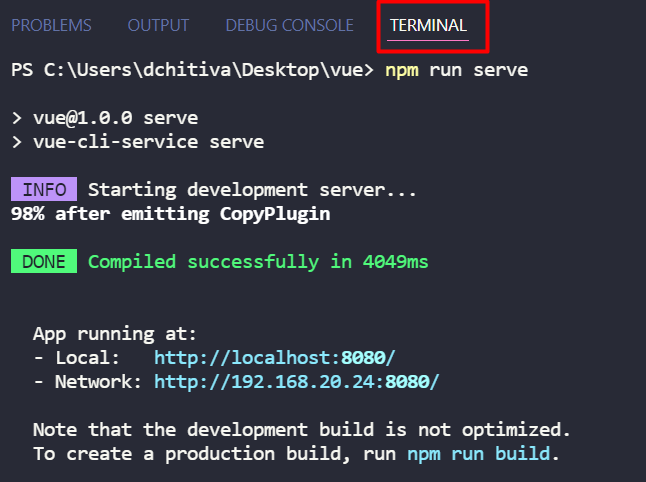 PROBLEMS OUTPUT DEBUG CONSOLE TERMINAL
PS C:\Users\dchitiva\Desktop\vue> npm run serve
> vue@1.0.0 serve
> vue-cli-service serve
INFO Starting development server...
98% after emitting CopyPlugin
DONE Compiled successfully in 4049ms
App running at:
- Local: http://localhost:8080/
- Network: http://192.168.20.24:8080/
Note that the development build is not optimized.
To create a production build, run npm run build.